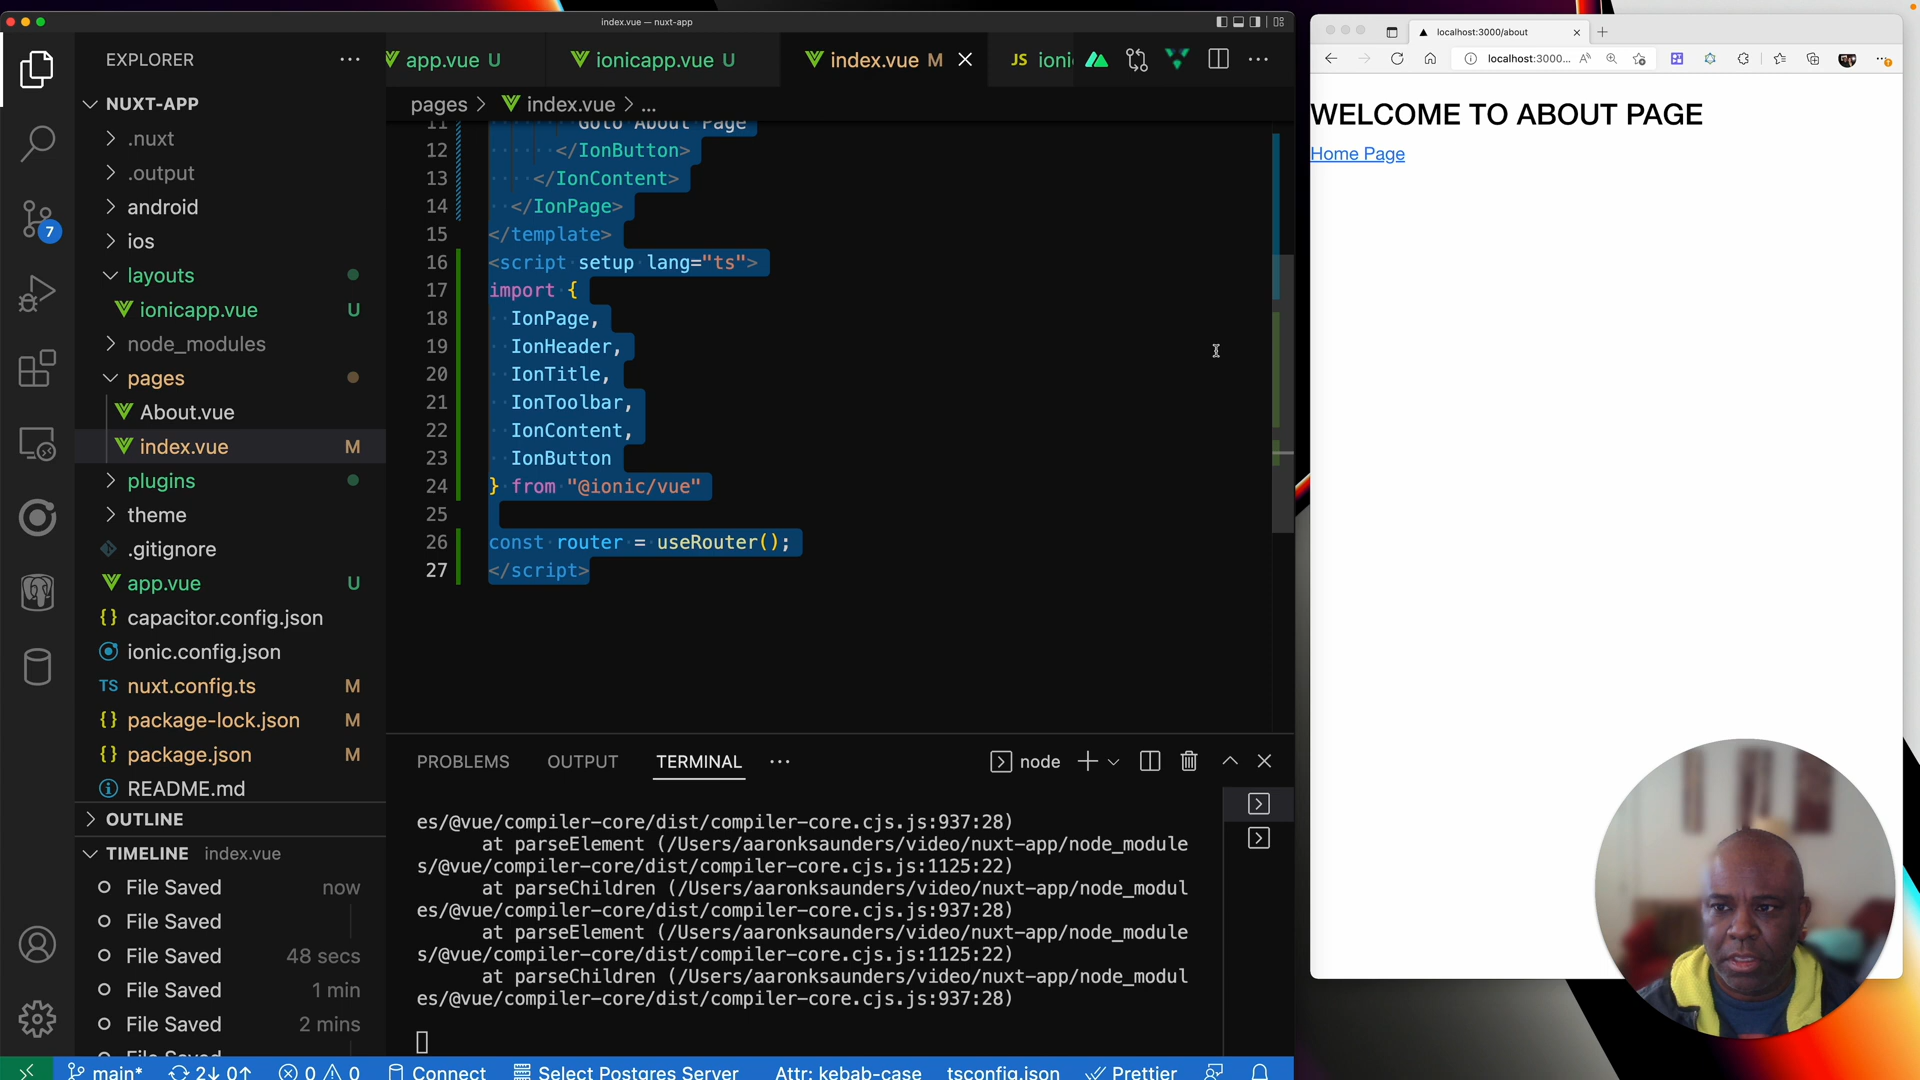 index.vue — nuxt-app
EXPLORER
NUXT-APP
.nuxt
.output
android
ios
layouts
ionicapp.vue U
node_modules
pages
About.vue
index.vue M
plugins
theme
.gitignore
app.vue U
capacitor.config.json
ionic.config.json
TS nuxt.config.ts M
package-lock.json M
package.json M
README.md
OUTLINE
TIMELINE index.vue
File Saved now
File Saved
File Saved 48 secs
File Saved 1 min
File Saved 2 mins
File Saved
7
app.vue U
ionicapp.vue U
index.vue M
JS ioni
pages > index.vue > ...
11 Goto About Page
12 </IonButton>
13 </IonContent>
14 </IonPage>
15 </template>
16 <script setup lang="ts">
17 import {
18 IonPage,
19 IonHeader,
20 IonTitle,
21 IonToolbar,
22 IonContent,
23 IonButton
24 } from "@ionic/vue"
25
26 const router = useRouter();
27 </script>
PROBLEMS OUTPUT TERMINAL ... node
es/@vue/compiler-core/dist/compiler-core.cjs.js:937:28)
at parseElement (/Users/aaronksaunders/video/nuxt-app/node_module
s/@vue/compiler-core/dist/compiler-core.cjs.js:1125:22)
at parseChildren (/Users/aaronksaunders/video/nuxt-app/node_modul
es/@vue/compiler-core/dist/compiler-core.cjs.js:937:28)
at parseElement (/Users/aaronksaunders/video/nuxt-app/node_module
s/@vue/compiler-core/dist/compiler-core.cjs.js:1125:22)
at parseChildren (/Users/aaronksaunders/video/nuxt-app/node_modul
es/@vue/compiler-core/dist/compiler-core.cjs.js:937:28)
main* 2↓ 0↑ 0 0 Connect Select Postgres Server Attr: kebab-case tsconfig.json Prettier
localhost:3000/about
localhost:3000...
WELCOME TO ABOUT PAGE
Home Page